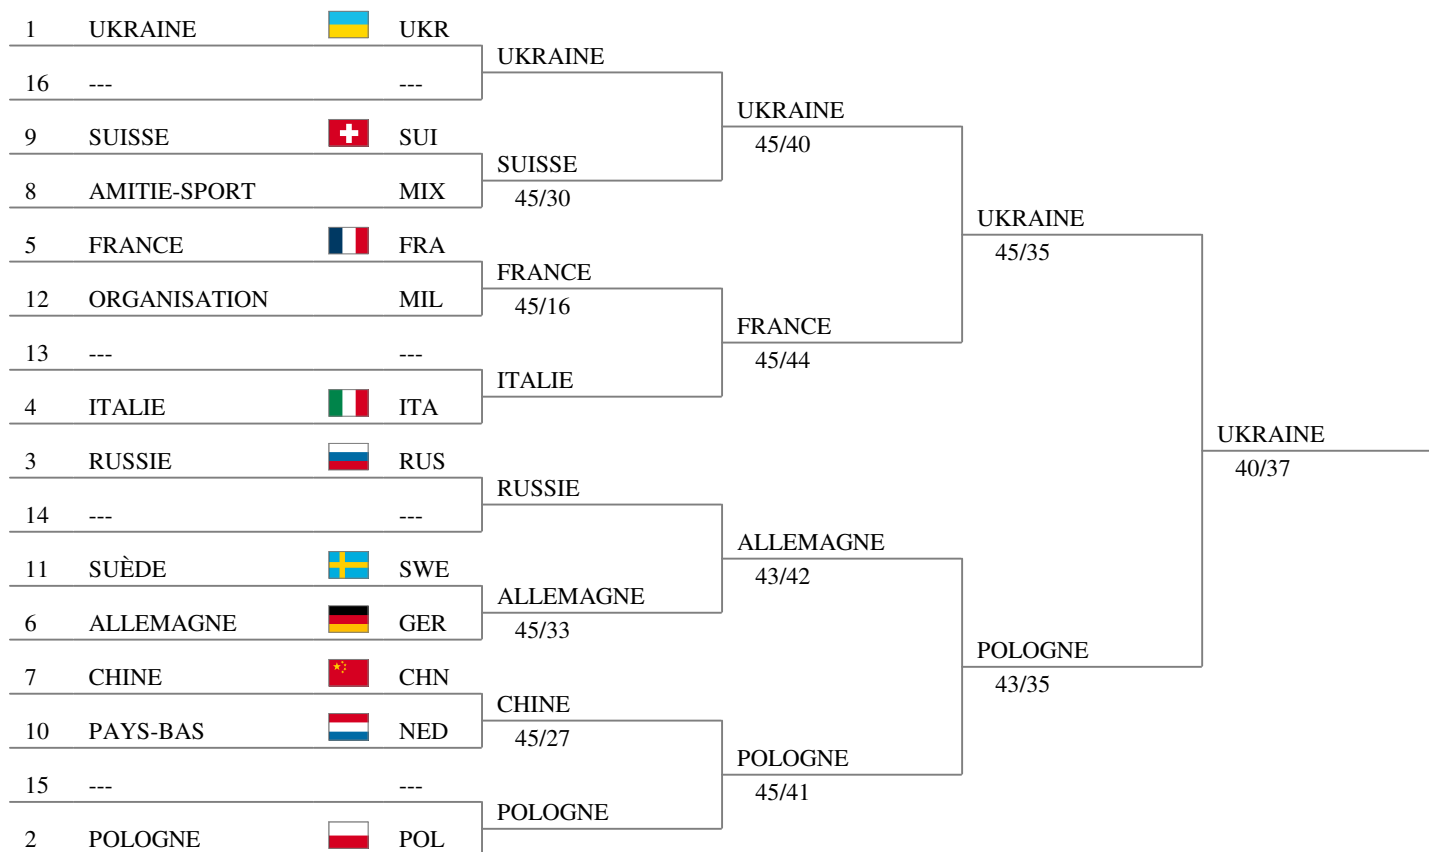 1 UKRAINE UKR
16 --- ---
9 SUISSE SUI
8 AMITIE-SPORT MIX
5 FRANCE FRA
12 ORGANISATION MIL
13 --- ---
4 ITALIE ITA
3 RUSSIE RUS
14 --- ---
11 SUÈDE SWE
6 ALLEMAGNE GER
7 CHINE CHN
10 PAYS-BAS NED
15 --- ---
2 POLOGNE POL
UKRAINE
SUISSE
45/30
FRANCE
45/16
ITALIE
RUSSIE
ALLEMAGNE
45/33
CHINE
45/27
POLOGNE
UKRAINE
45/40
FRANCE
45/44
ALLEMAGNE
43/42
POLOGNE
45/41
UKRAINE
45/35
POLOGNE
43/35
UKRAINE
40/37